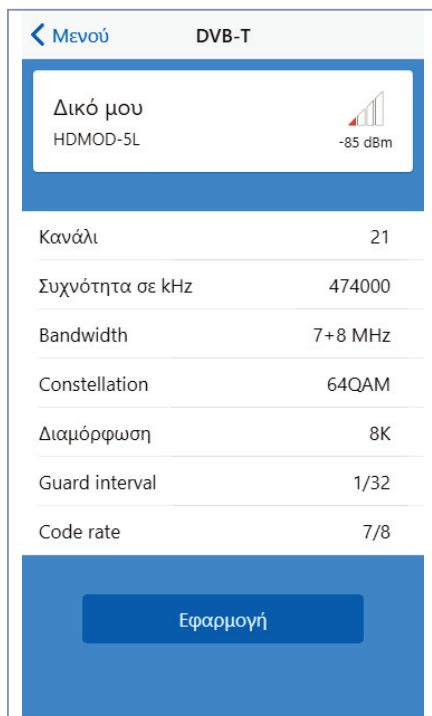 Μενού DVB-T
Δικό μου
HDMOD-5L
-85 dBm
Κανάλι 21
Συχνότητα σε kHz 474000
Bandwidth 7+8 MHz
Constellation 64QAM
Διαμόρφωση 8K
Guard interval 1/32
Code rate 7/8
Εφαρμογή